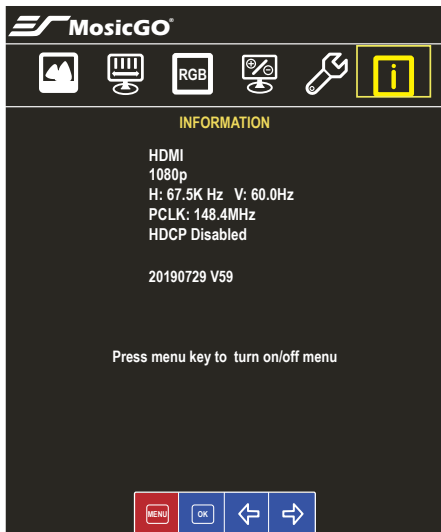 MosicGO®
RGB
INFORMATION
HDMI
1080p
H: 67.5K Hz V: 60.0Hz
PCLK: 148.4MHz
HDCP Disabled
20190729 V59
Press menu key to turn on/off menu
MENU OK